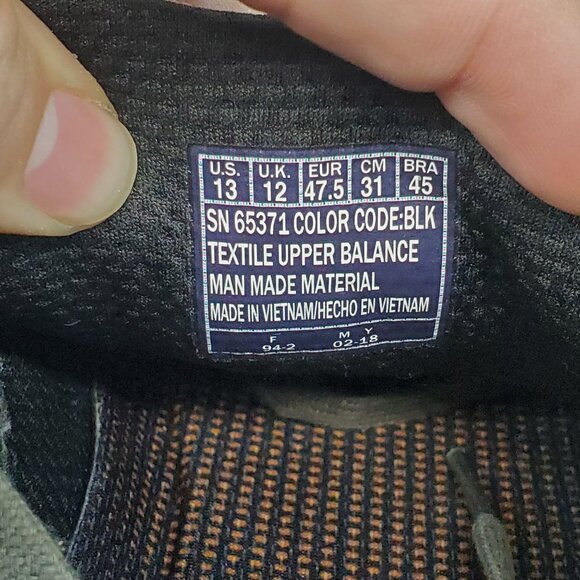 U.S. U.K. EUR CM BRA
13 12 47.5 31 45
SN 65371 COLOR CODE:BLK
TEXTILE UPPER BALANCE
MAN MADE MATERIAL
MADE IN VIETNAM/HECHO EN VIETNAM
F M Y
94-2 02-18